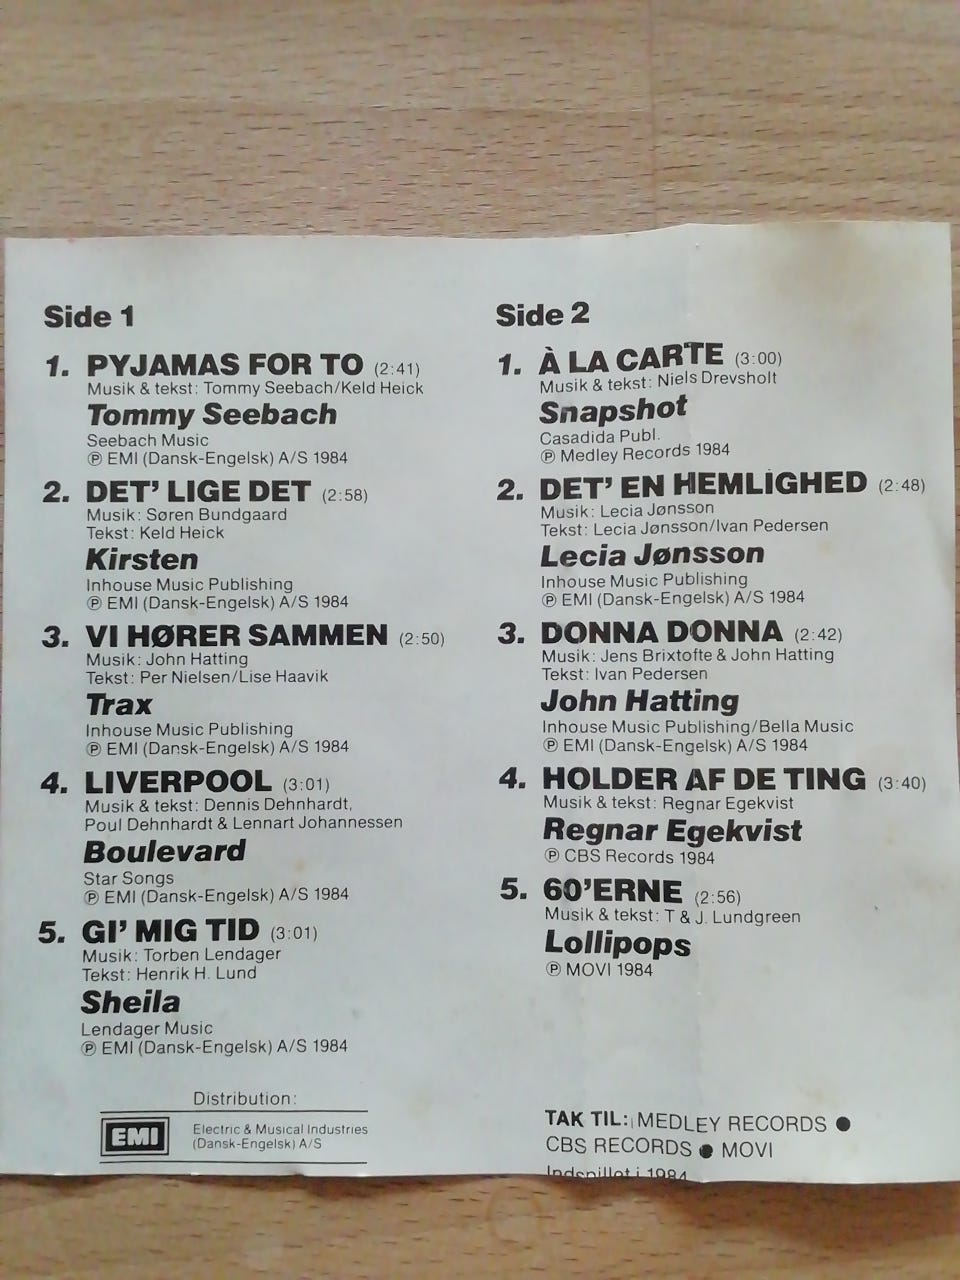 Side 1
1. PYJAMAS FOR TO (2:41)
Musik & tekst: Tommy Seebach/Keld Heick
Tommy Seebach
Seebach Music
℗ EMI (Dansk-Engelsk) A/S 1984
2. DET' LIGE DET (2:58)
Musik: Søren Bundgaard
Tekst: Keld Heick
Kirsten
Inhouse Music Publishing
℗ EMI (Dansk-Engelsk) A/S 1984
3. VI HØRER SAMMEN (2:50)
Musik: John Hatting
Tekst: Per Nielsen/Lise Haavik
Trax
Inhouse Music Publishing
℗ EMI (Dansk-Engelsk) A/S 1984
4. LIVERPOOL (3:01)
Musik & tekst: Dennis Dehnhardt,
Poul Dehnhardt & Lennart Johannessen
Boulevard
Star Songs
℗ EMI (Dansk-Engelsk) A/S 1984
5. GI' MIG TID (3:01)
Musik: Torben Lendager
Tekst: Henrik H. Lund
Sheila
Lendager Music
℗ EMI (Dansk-Engelsk) A/S 1984
Distribution:
EMI
Electric & Musical Industries
(Dansk-Engelsk) A/S
Side 2
1. À LA CARTE (3:00)
Musik & tekst: Niels Drevsholt
Snapshot
Casadida Publ.
℗ Medley Records 1984
2. DET' EN HEMLIGHED (2:48)
Musik: Lecia Jønsson
Tekst: Lecia Jønsson/Ivan Pedersen
Lecia Jønsson
Inhouse Music Publishing
℗ EMI (Dansk-Engelsk) A/S 1984
3. DONNA DONNA (2:42)
Musik: Jens Brixtofte & John Hatting
Tekst: Ivan Pedersen
John Hatting
Inhouse Music Publishing/Bella Music
℗ EMI (Dansk-Engelsk) A/S 1984
4. HOLDER AF DE TING (3:40)
Musik & tekst: Regnar Egekvist
Regnar Egekvist
℗ CBS Records 1984
5. 60'ERNE (2:56)
Musik & tekst: T & J. Lundgreen
Lollipops
℗ MOVI 1984
TAK TIL: MEDLEY RECORDS ●
CBS RECORDS ● MOVI
Indspillet i 1984